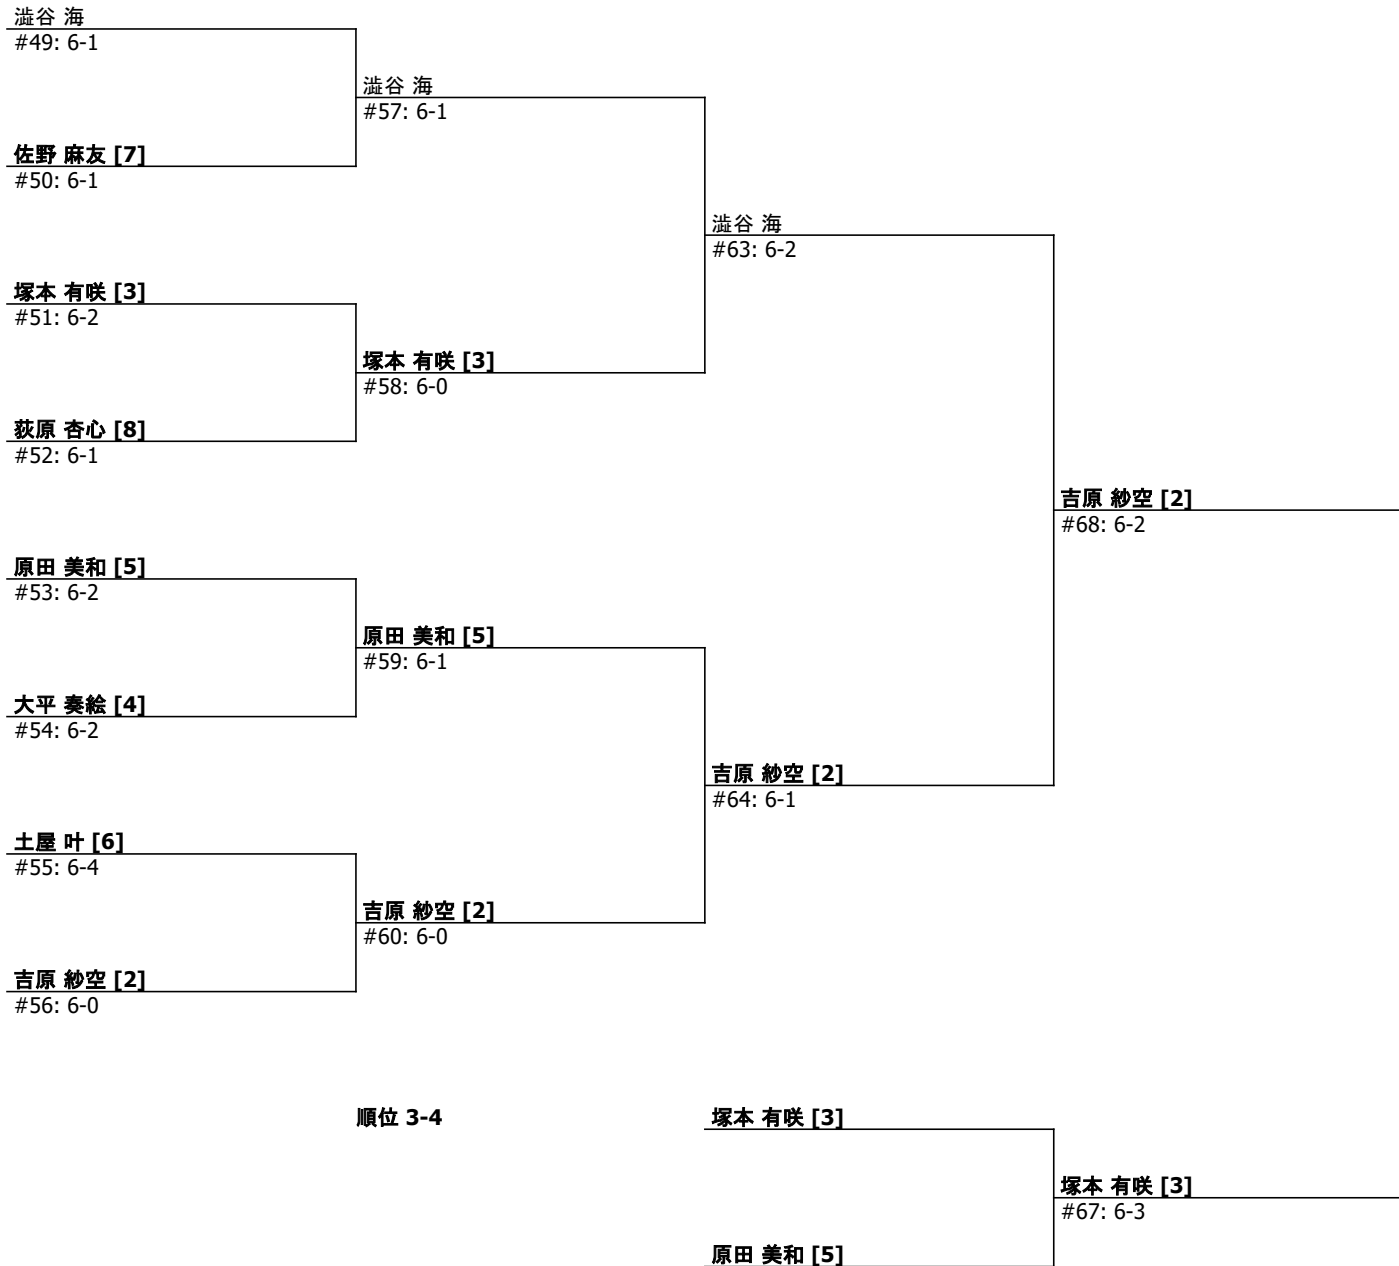 澁谷 海
#49: 6-1
澁谷 海
#57: 6-1
佐野 麻友 [7]
#50: 6-1
澁谷 海
#63: 6-2
塚本 有咲 [3]
#51: 6-2
塚本 有咲 [3]
#58: 6-0
荻原 杏心 [8]
#52: 6-1
吉原 紗空 [2]
#68: 6-2
原田 美和 [5]
#53: 6-2
原田 美和 [5]
#59: 6-1
大平 奏絵 [4]
#54: 6-2
吉原 紗空 [2]
#64: 6-1
土屋 叶 [6]
#55: 6-4
吉原 紗空 [2]
#60: 6-0
吉原 紗空 [2]
#56: 6-0
順位 3-4
塚本 有咲 [3]
塚本 有咲 [3]
#67: 6-3
原田 美和 [5]